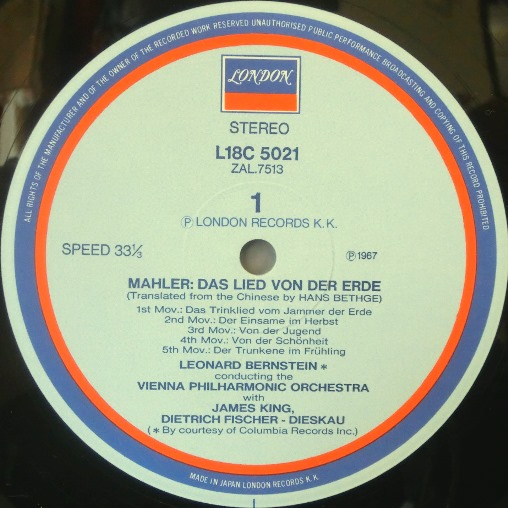 ALL RIGHTS OF THE MANUFACTURER AND OF THE OWNER OF THE RECORDED WORK RESERVED UNAUTHORISED PUBLIC PERFORMANCE BROADCASTING AND COPYING OF THIS RECORD PROHIBITED
LONDON
STEREO
L18C 5021
ZAL.7513
1
Ⓟ LONDON RECORDS K.K.
SPEED 33⅓
Ⓟ 1967
MAHLER: DAS LIED VON DER ERDE
(Translated from the Chinese by HANS BETHGE)
1st Mov.: Das Trinklied vom Jammer der Erde
2nd Mov.: Der Einsame im Herbst
3rd Mov.: Von der Jugend
4th Mov.: Von der Schönheit
5th Mov.: Der Trunkene im Frühling
LEONARD BERNSTEIN *
conducting the
VIENNA PHILHARMONIC ORCHESTRA
with
JAMES KING,
DIETRICH FISCHER - DIESKAU
(* By courtesy of Columbia Records Inc.)
MADE IN JAPAN LONDON RECORDS K.K.